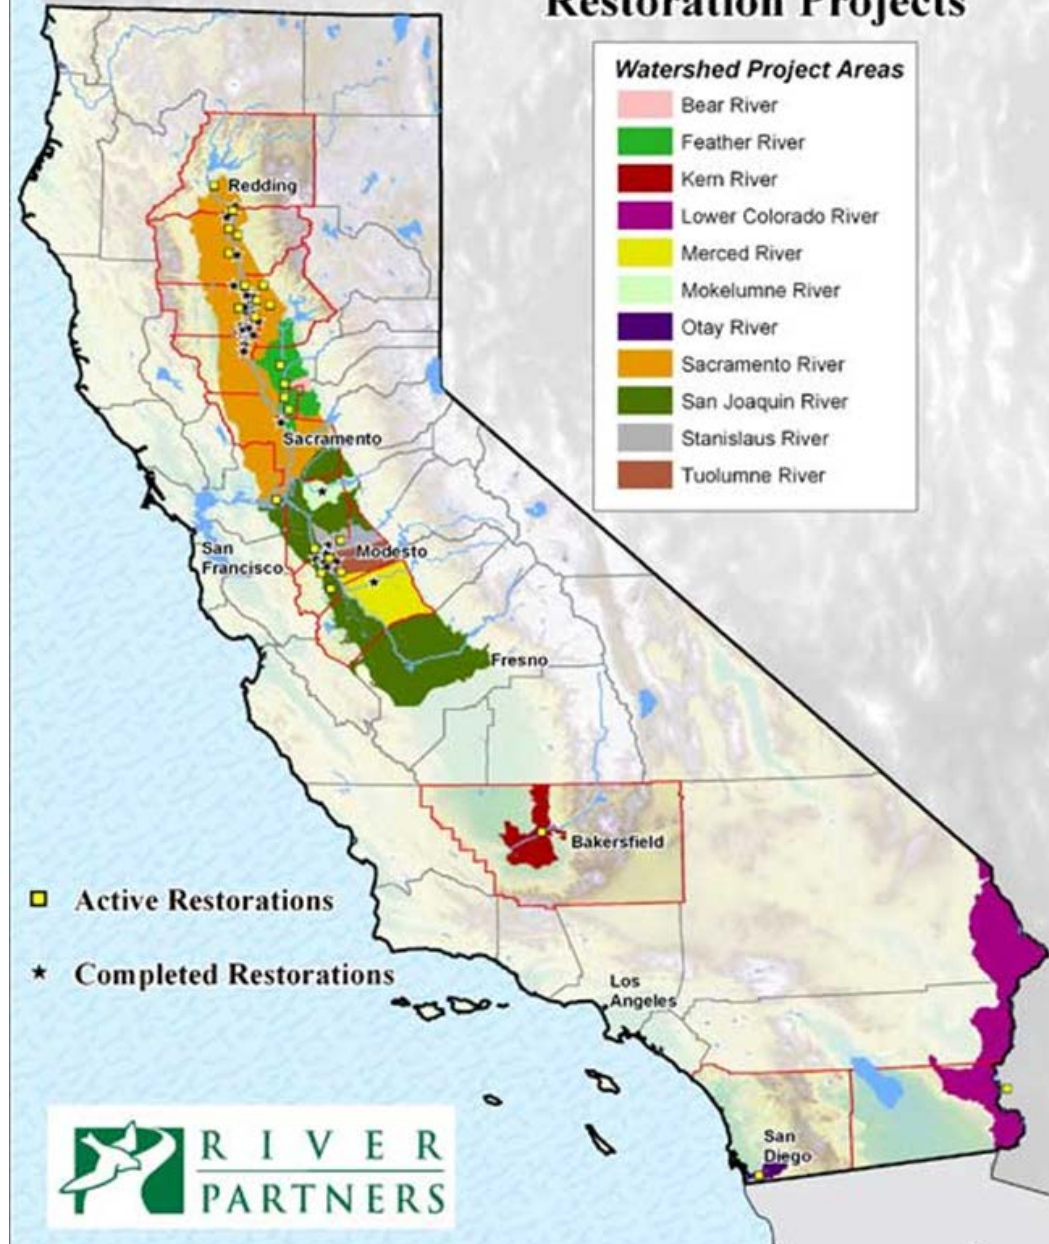 Restoration Projects
Watershed Project Areas
Bear River
Feather River
Kern River
Lower Colorado River
Merced River
Mokelumne River
Otay River
Sacramento River
San Joaquin River
Stanislaus River
Tuolumne River
Redding
Sacramento
San
Francisco
Modesto
Fresno
Bakersfield
Active Restorations
Completed Restorations
Los
Angeles
San
Diego
RIVER
PARTNERS